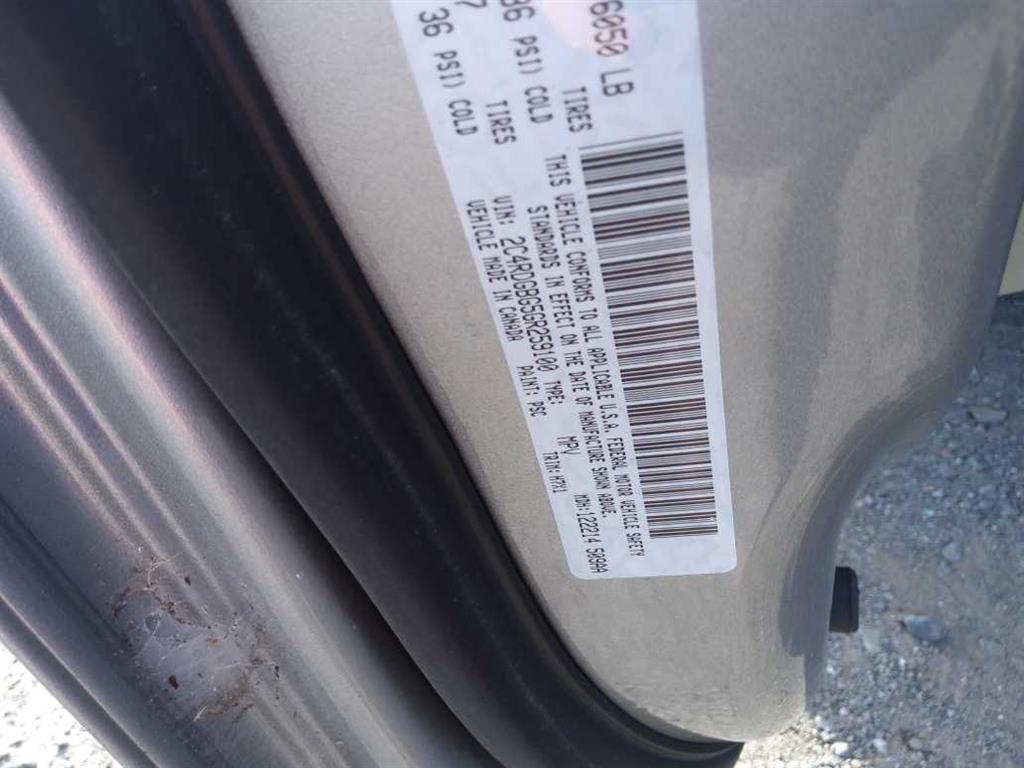 6050 LB
TIRES
36 PSI) COLD
7 TIRES
36 PSI) COLD
THIS VEHICLE CONFORMS TO ALL APPLICABLE U.S.A. FEDERAL MOTOR VEHICLE SAFETY
STANDARDS IN EFFECT ON THE DATE OF MANUFACTURE SHOWN ABOVE.
VIN: 2C4RDGBG5GR259100 TYPE: MPV MDH:122214 509AA
VEHICLE MADE IN CANADA PAINT: PSC TRIM:H7X1